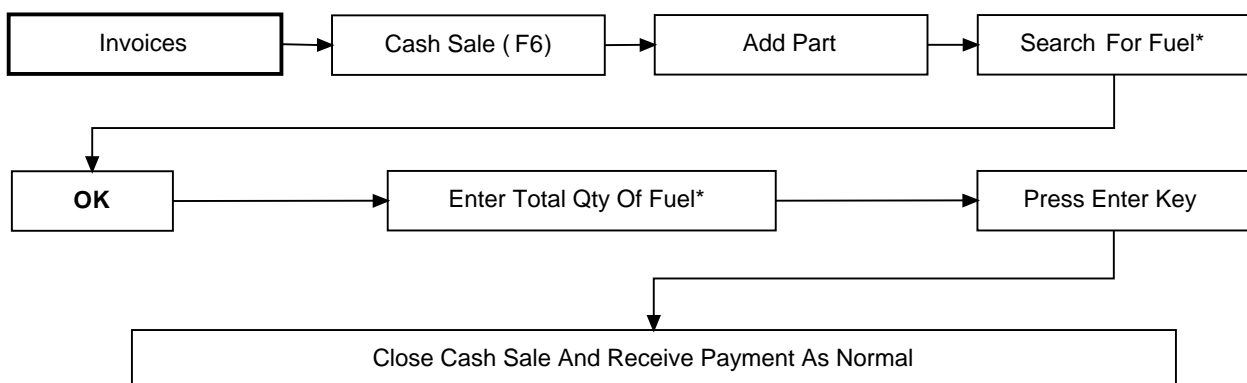 Invoices
Cash Sale ( F6)
Add Part
Search For Fuel*
OK
Enter Total Qty Of Fuel*
Press Enter Key
Close Cash Sale And Receive Payment As Normal